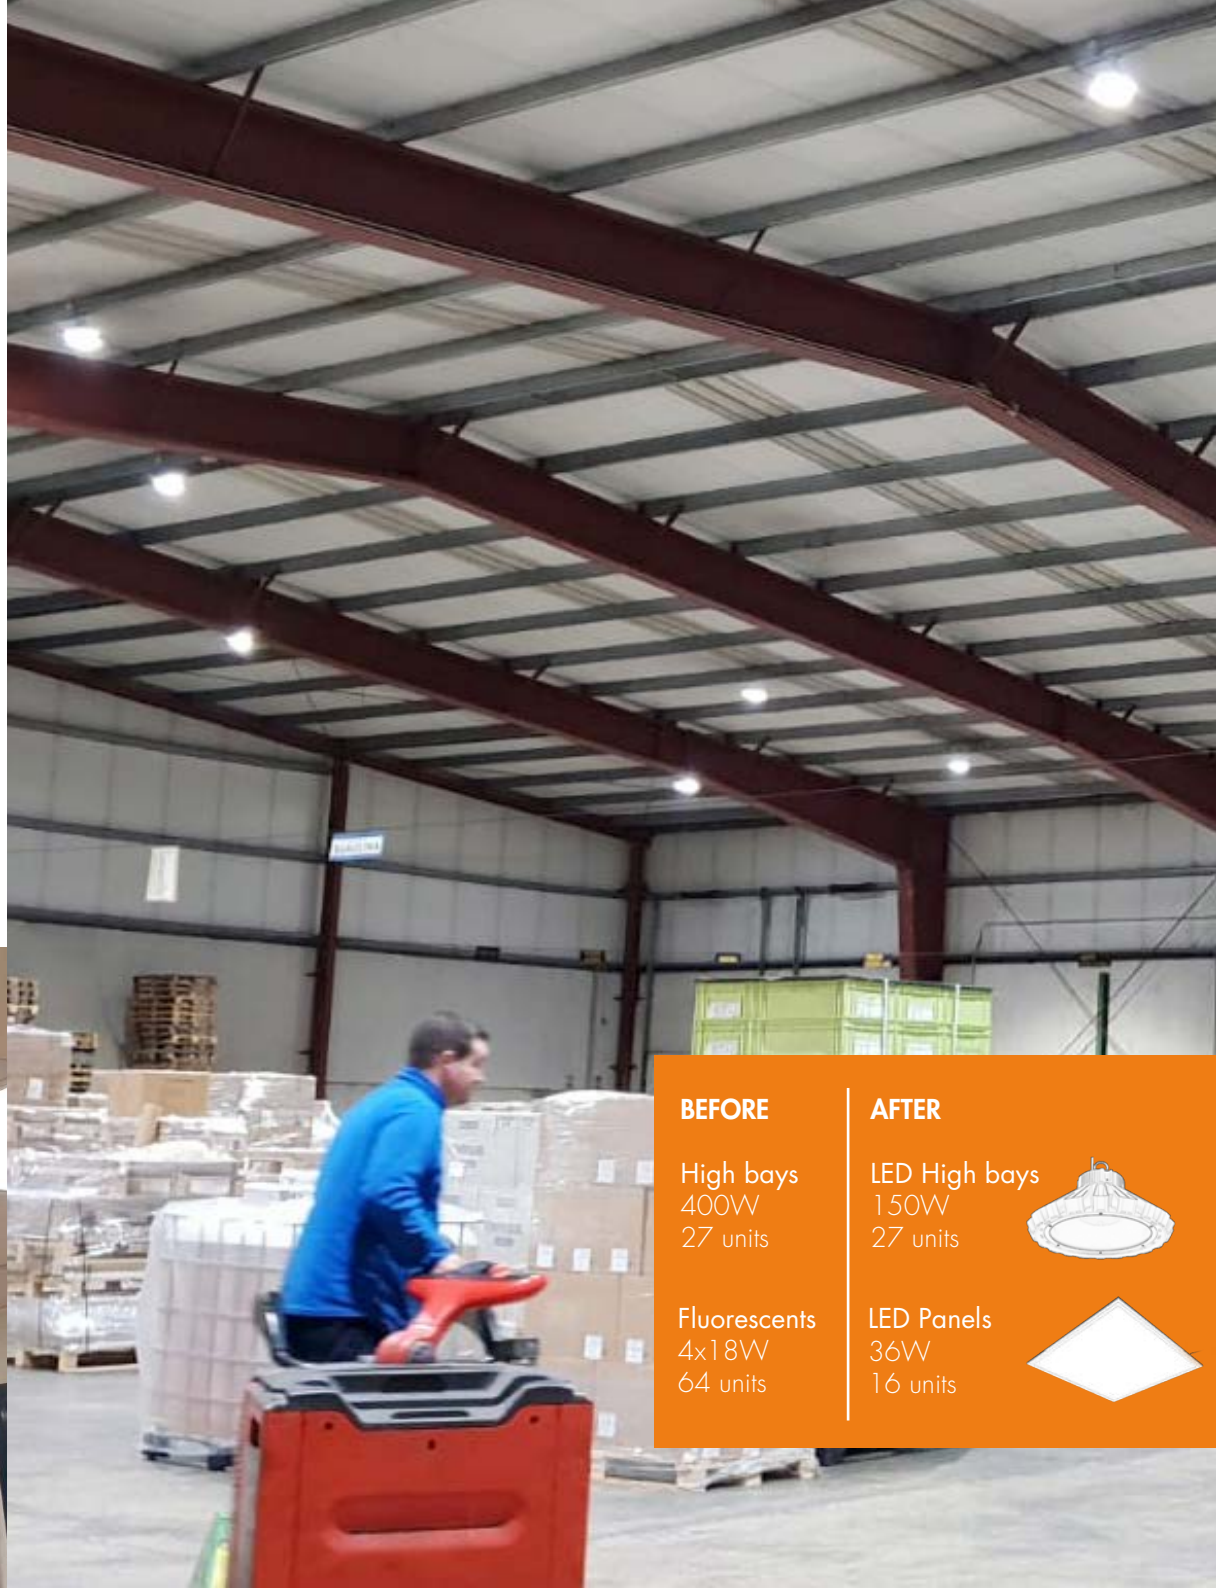 BEFORE
High bays
400W
27 units
Fluorescents
4x18W
64 units
AFTER
LED High bays
150W
27 units
LED Panels
36W
16 units